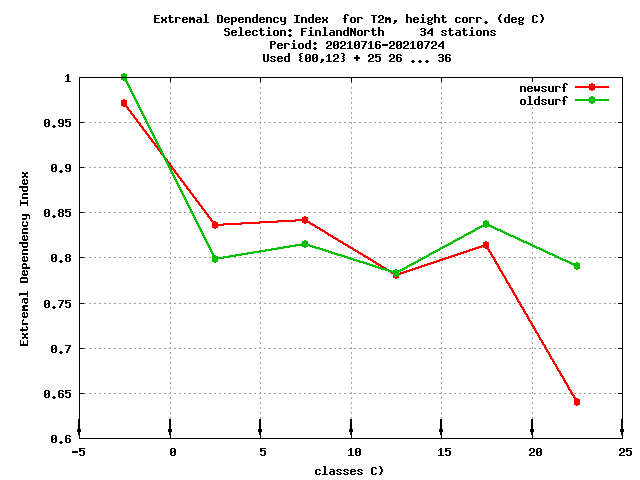 Extremal Dependency Index  for T2m, height corr. (deg C)
Selection: FinlandNorth     34 stations
Period: 20210716-20210724
Used {00,12} + 25 26 ... 36
newsurf
oldsurf
Extremal Dependency Index
1
0.95
0.9
0.85
0.8
0.75
0.7
0.65
0.6
-5 0 5 10 15 20 25
classes C)